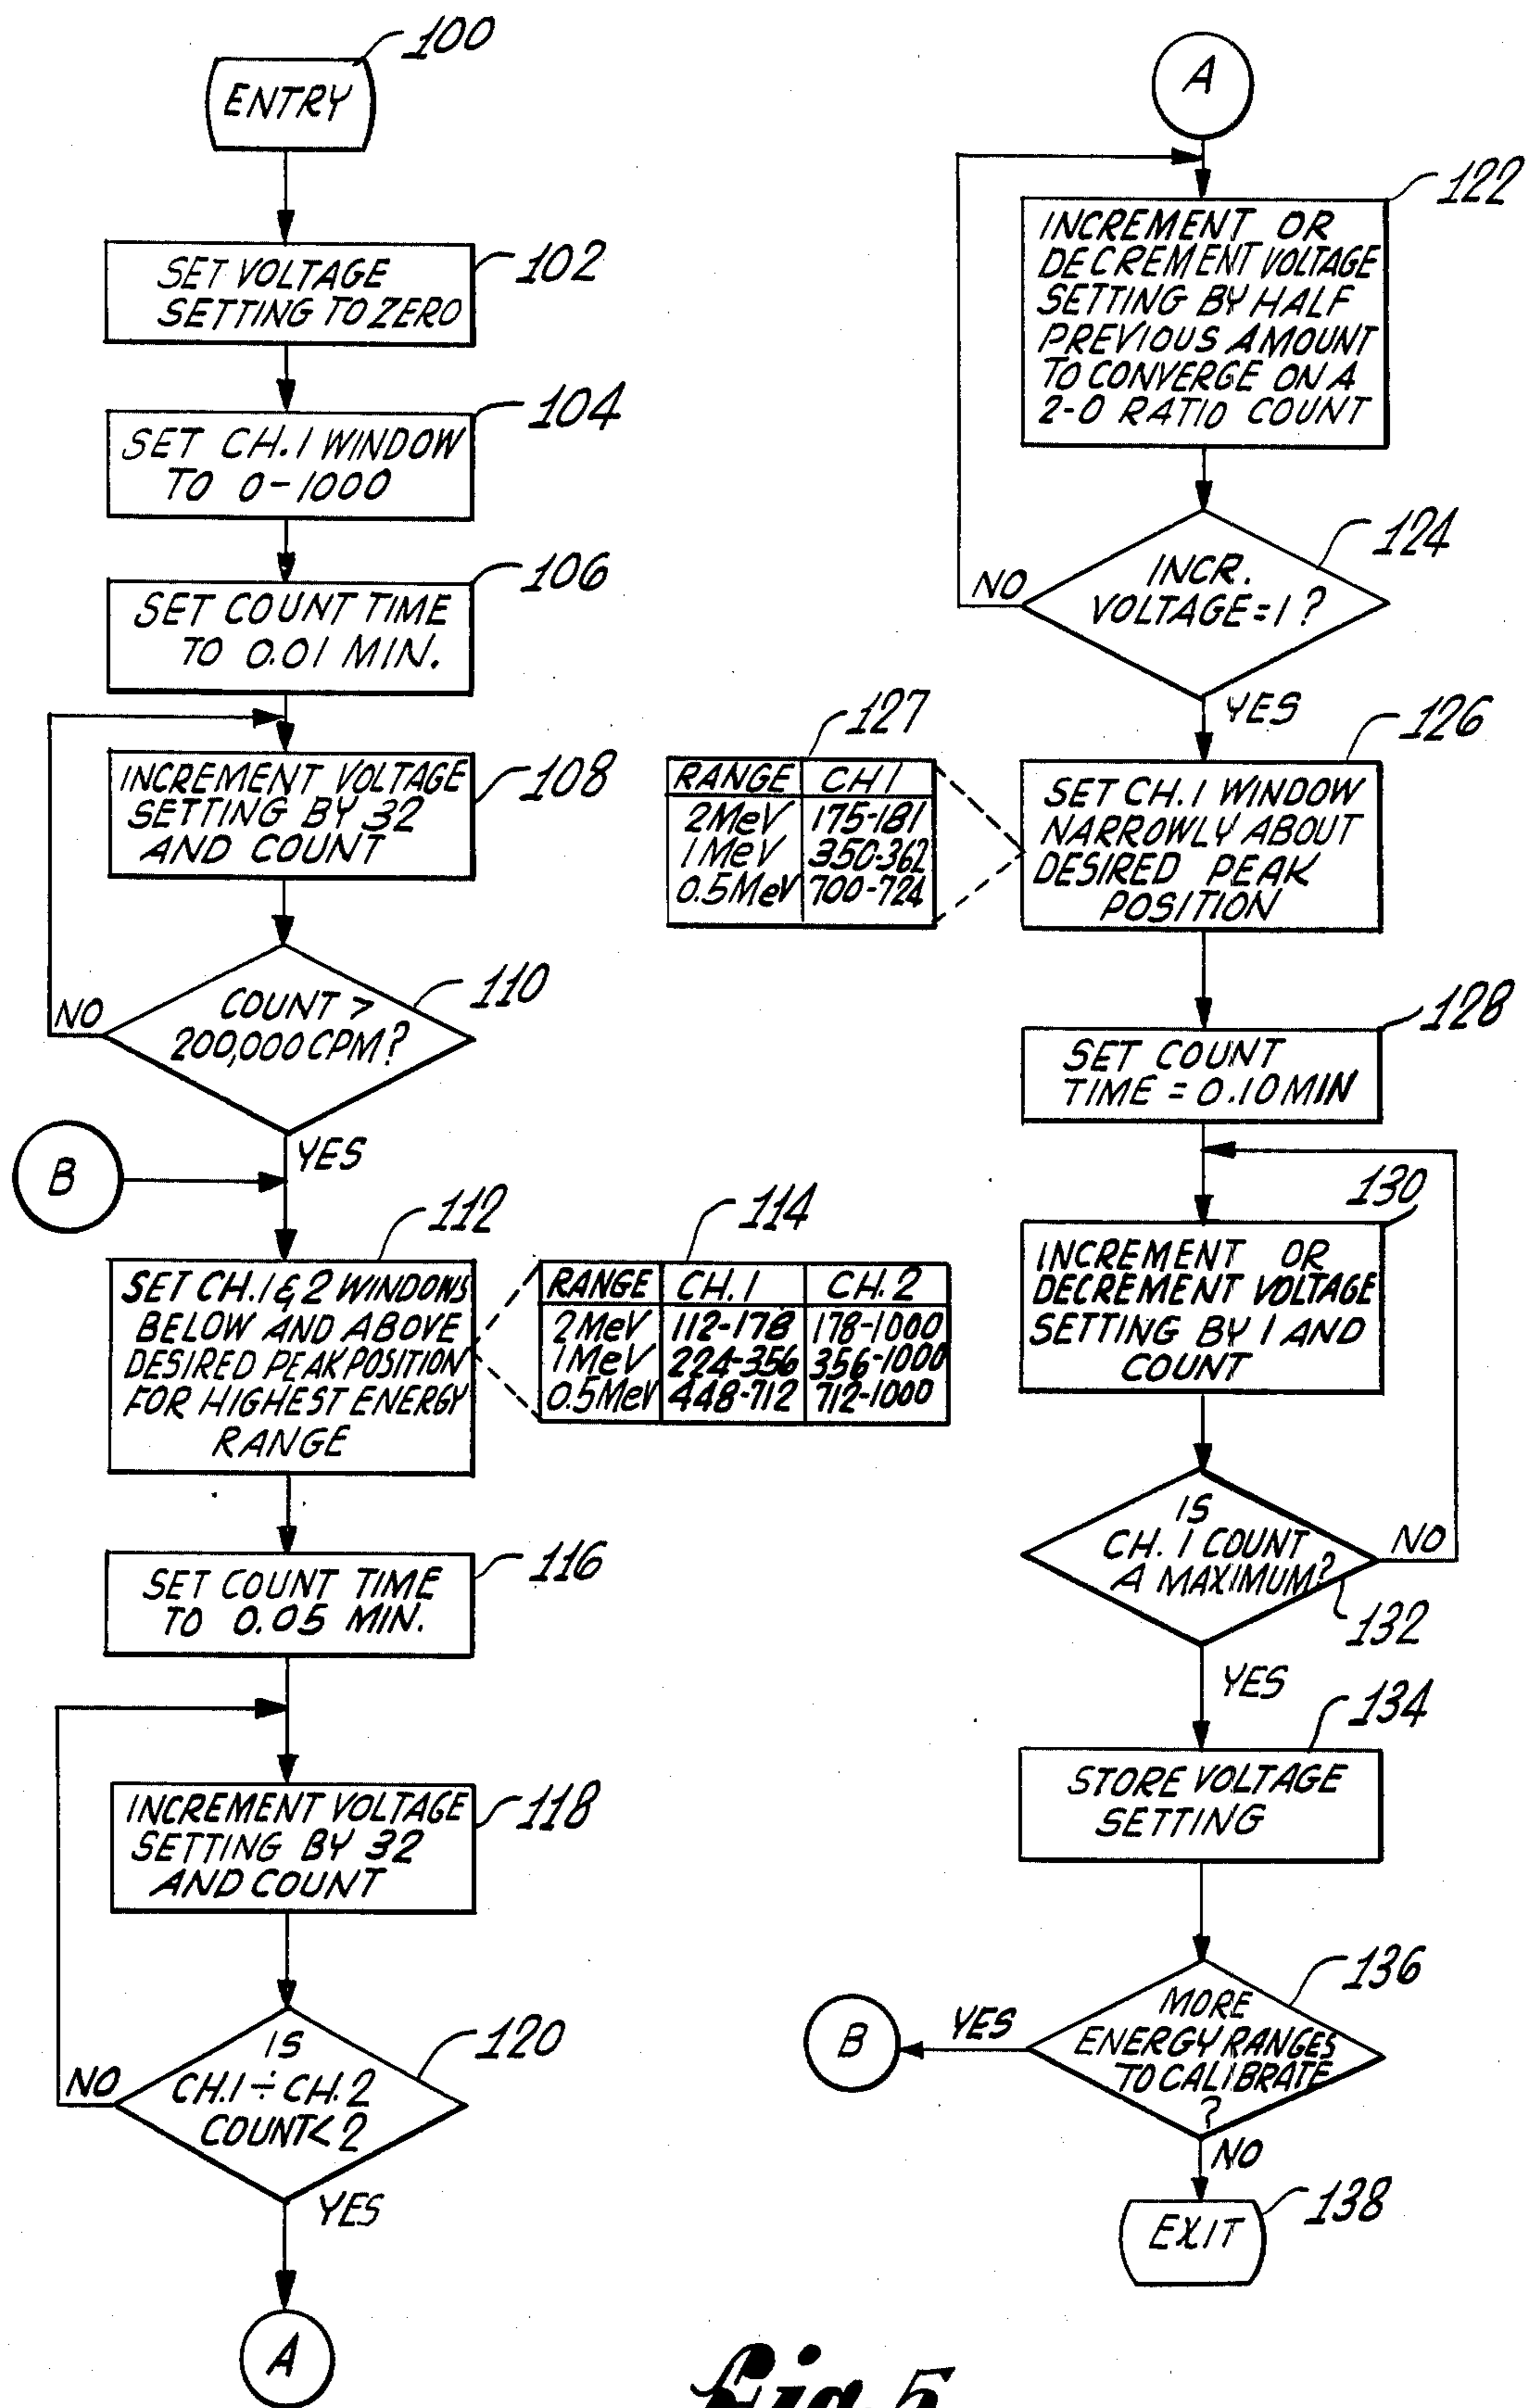 100
ENTRY
102
SET VOLTAGE
SETTING TO ZERO
104
SET CH.1 WINDOW
TO 0-1000
106
SET COUNT TIME
TO 0.01 MIN.
108
INCREMENT VOLTAGE
SETTING BY 32
AND COUNT
110
COUNT >
200,000 CPM?
NO
YES
B
112
SET CH.1 & 2 WINDOWS
BELOW AND ABOVE
DESIRED PEAK POSITION
FOR HIGHEST ENERGY
RANGE
114
RANGE CH.1 CH.2
2MeV 112-178 178-1000
1MeV 224-356 356-1000
0.5MeV 448-712 712-1000
116
SET COUNT TIME
TO 0.05 MIN.
118
INCREMENT VOLTAGE
SETTING BY 32
AND COUNT
120
IS
CH.1 ÷ CH.2
COUNT < 2
NO
YES
A
A
122
INCREMENT OR
DECREMENT VOLTAGE
SETTING BY HALF
PREVIOUS AMOUNT
TO CONVERGE ON A
2-0 RATIO COUNT
124
INCR.
VOLTAGE = 1 ?
NO
YES
126
SET CH.1 WINDOW
NARROWLY ABOUT
DESIRED PEAK
POSITION
127
RANGE CH1
2MeV 175-181
1MeV 350-362
0.5MeV 700-724
128
SET COUNT
TIME = 0.10 MIN
130
INCREMENT OR
DECREMENT VOLTAGE
SETTING BY 1 AND
COUNT
IS
CH. 1 COUNT
A MAXIMUM?
132
NO
YES
134
STORE VOLTAGE
SETTING
136
MORE
ENERGY RANGES
TO CALIBRATE
?
YES
B
NO
138
EXIT
Fig. 5